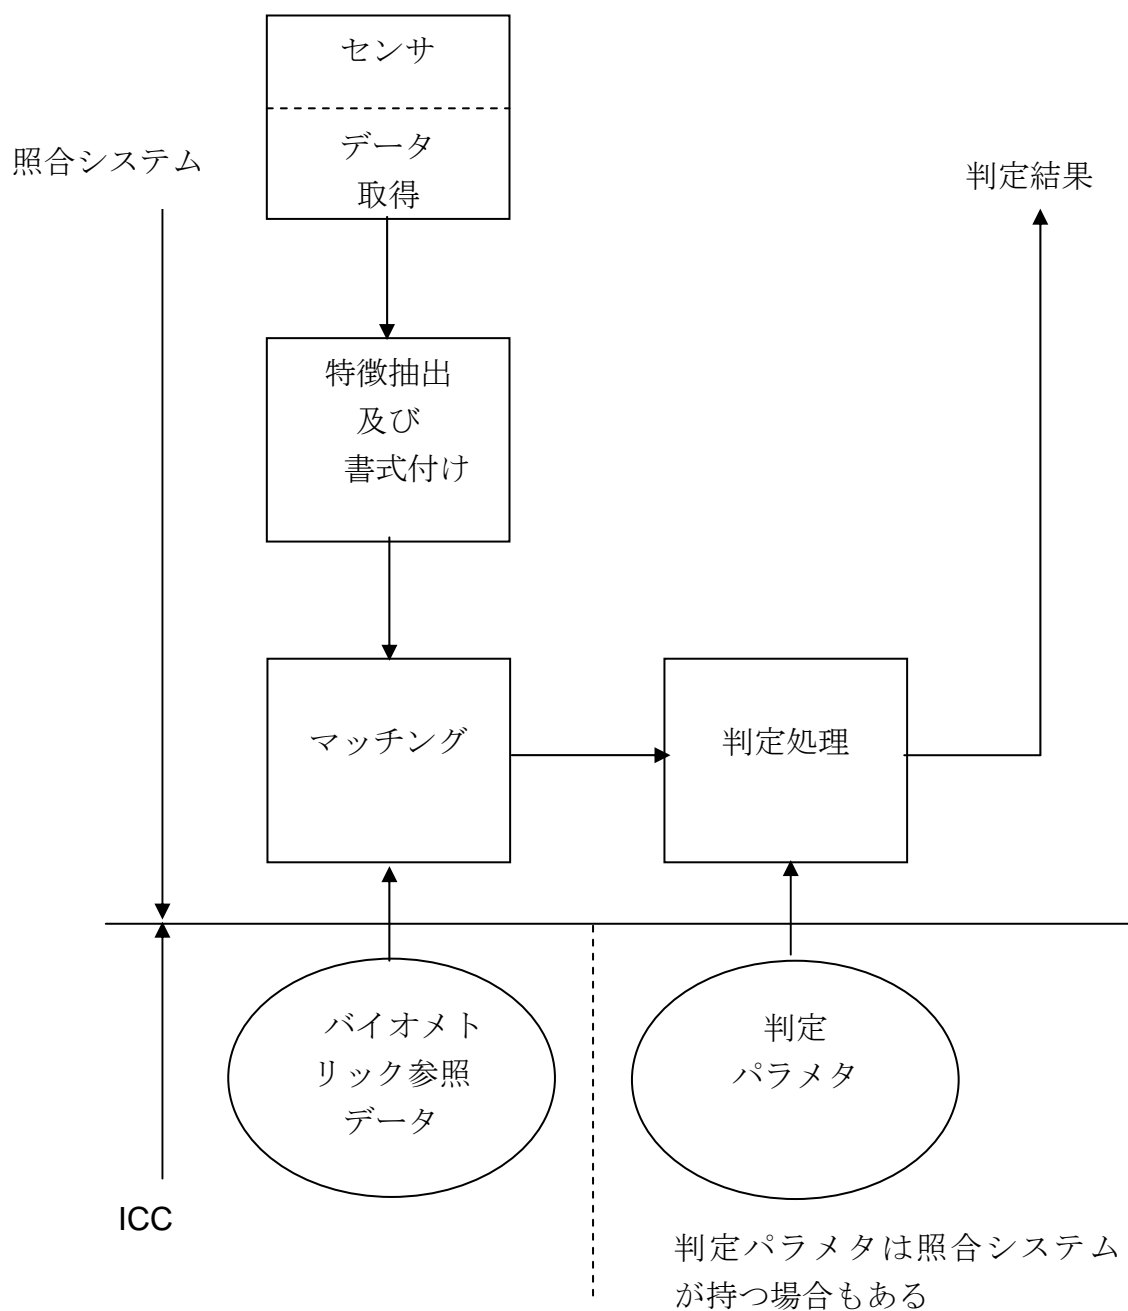 センサ
データ
取得
照合システム
判定結果
特徴抽出
及び
書式付け
マッチング
判定処理
バイオメト
リック参照
データ
判定
パラメタ
ICC
判定パラメタは照合システム
が持つ場合もある